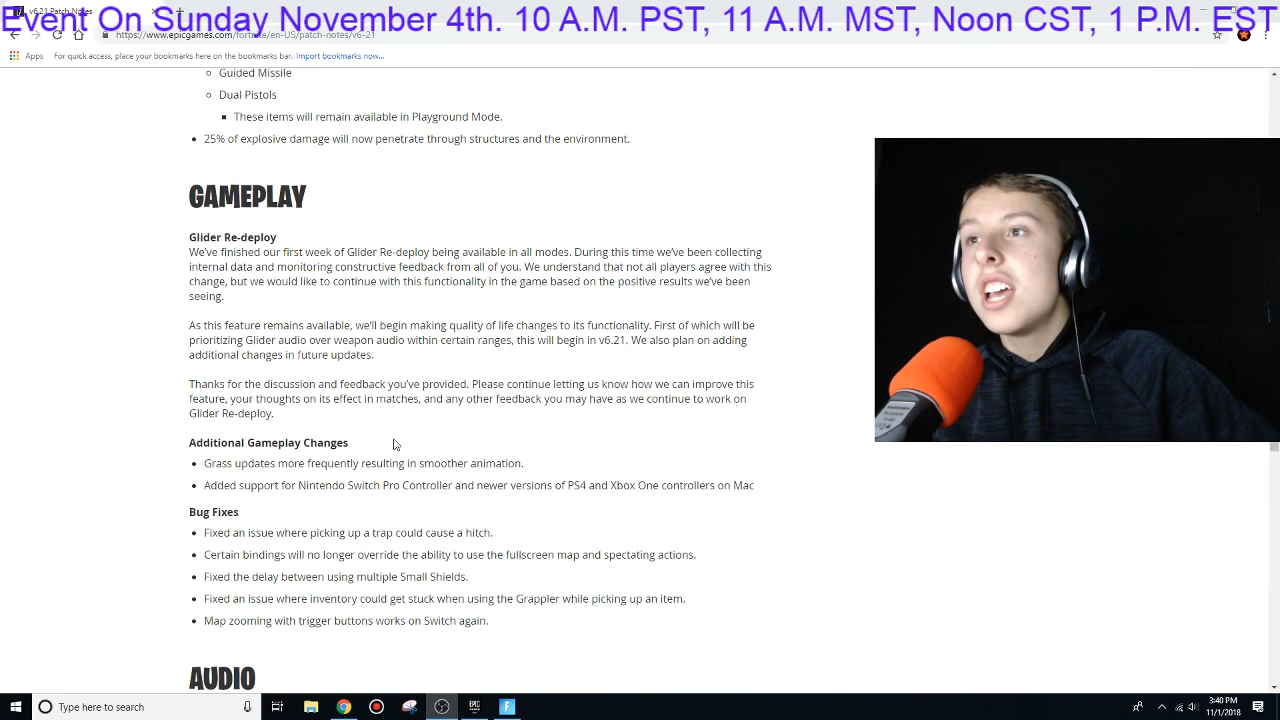 Event On Sunday November 4th. 10 A.M. PST, 11 A.M. MST, Noon CST, 1 P.M. EST
v6.21 Patch Notes
https://www.epicgames.com/fortnite/en-US/patch-notes/v6-21
Apps For quick access, place your bookmarks here on the bookmarks bar. Import bookmarks now...
Guided Missile
Dual Pistols
These items will remain available in Playground Mode.
25% of explosive damage will now penetrate through structures and the environment.
GAMEPLAY
Glider Re-deploy
We've finished our first week of Glider Re-deploy being available in all modes. During this time we've been collecting
internal data and monitoring constructive feedback from all of you. We understand that not all players agree with this
change, but we would like to continue with this functionality in the game based on the positive results we've been
seeing.
As this feature remains available, we'll begin making quality of life changes to its functionality. First of which will be
prioritizing Glider audio over weapon audio within certain ranges, this will begin in v6.21. We also plan on adding
additional changes in future updates.
Thanks for the discussion and feedback you've provided. Please continue letting us know how we can improve this
feature, your thoughts on its effect in matches, and any other feedback you may have as we continue to work on
Glider Re-deploy.
Additional Gameplay Changes
Grass updates more frequently resulting in smoother animation.
Added support for Nintendo Switch Pro Controller and newer versions of PS4 and Xbox One controllers on Mac
Bug Fixes
Fixed an issue where picking up a trap could cause a hitch.
Certain bindings will no longer override the ability to use the fullscreen map and spectating actions.
Fixed the delay between using multiple Small Shields.
Fixed an issue where inventory could get stuck when using the Grappler while picking up an item.
Map zooming with trigger buttons works on Switch again.
AUDIO
Type here to search
EPIC
F
3:40 PM
11/1/2018